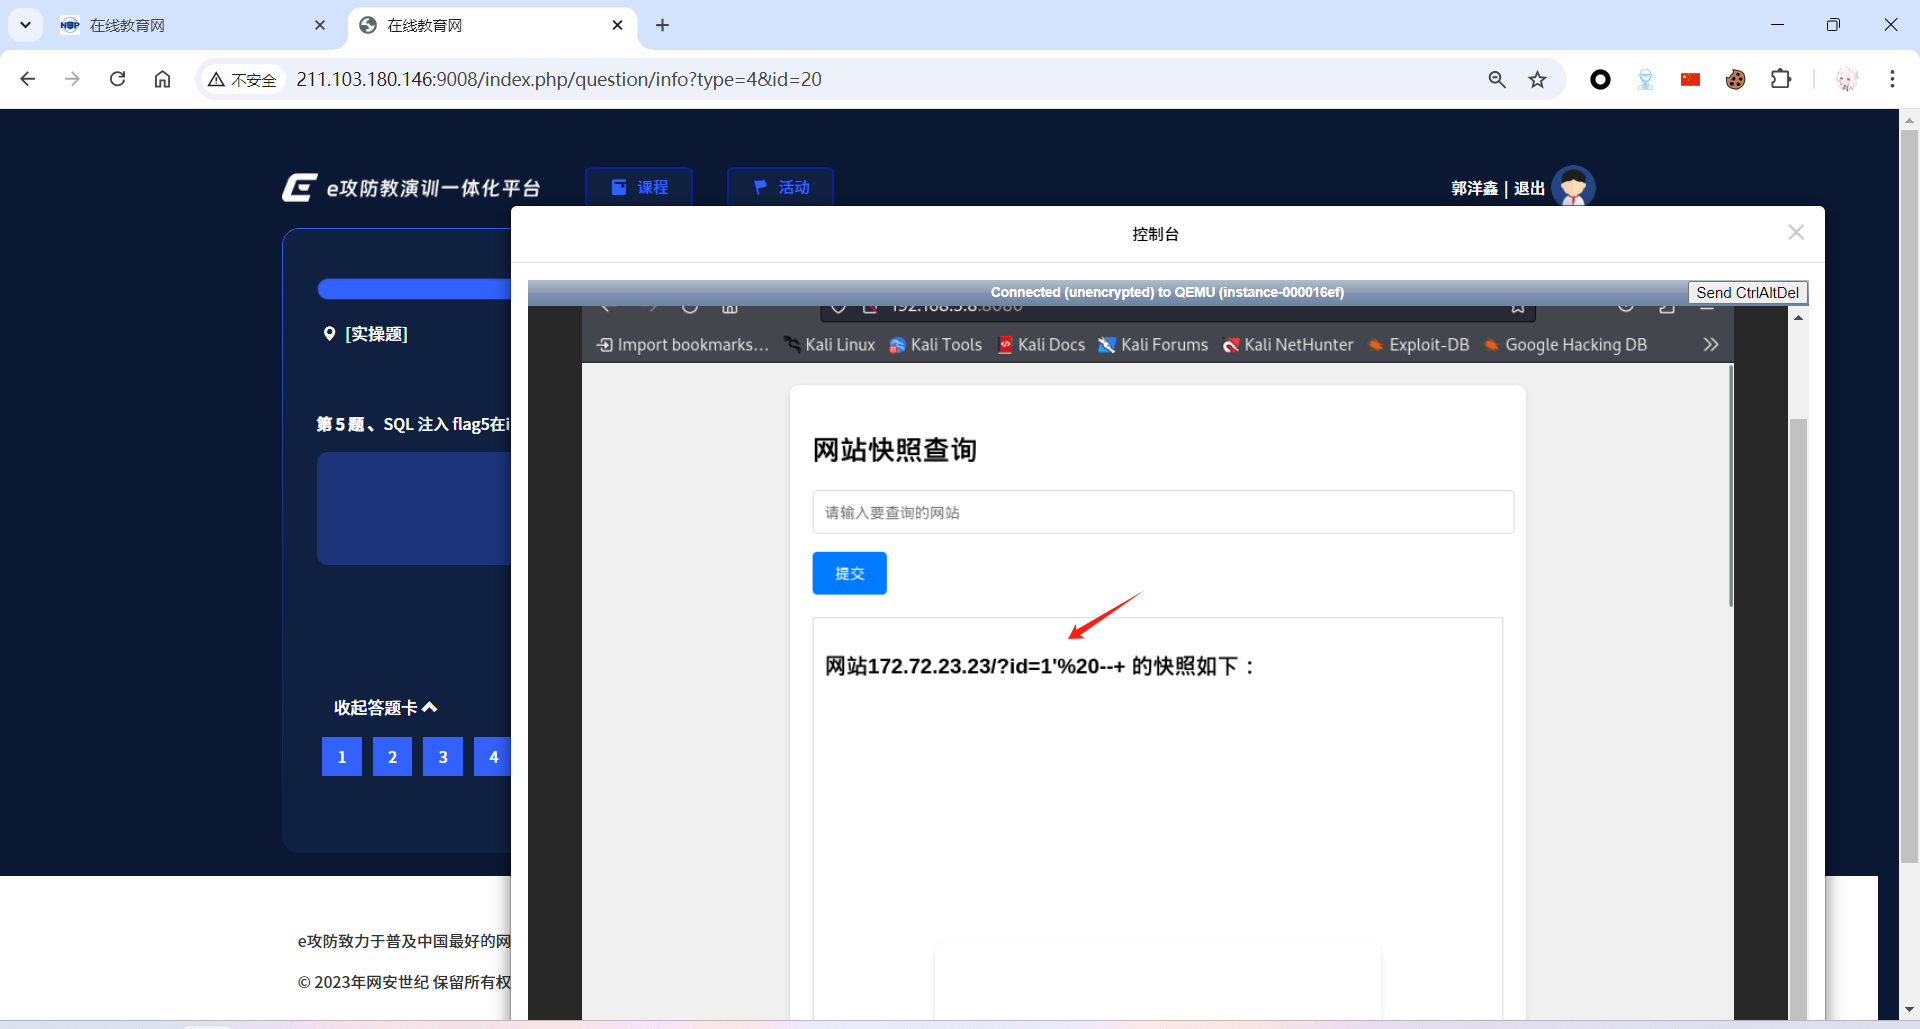 在线教育网
在线教育网
不安全
211.103.180.146:9008/index.php/question/info?type=4&id=20
e攻防教演训一体化平台
课程
活动
郭洋鑫 | 退出
控制台
[实操题]
第 5 题 、SQL 注入 flag5在i
收起答题卡
1 2 3 4
Connected (unencrypted) to QEMU (instance-000016ef)
Send CtrlAltDel
192.168.5.8:8080
Import bookmarks... Kali Linux Kali Tools Kali Docs Kali Forums Kali NetHunter Exploit-DB Google Hacking DB
网站快照查询
请输入要查询的网站
提交
网站172.72.23.23/?id=1'%20--+ 的快照如下：
e攻防致力于普及中国最好的网
© 2023年网安世纪 保留所有权